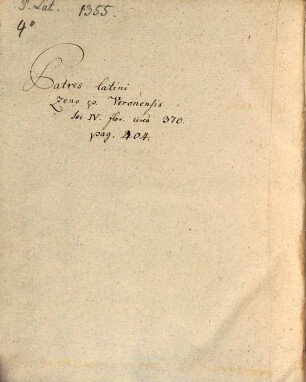 P. Lat. 1355.
4°
Patres latini
Zeno ep. Veronensis
Sec IV. flor. circa 370.
pag. 404.